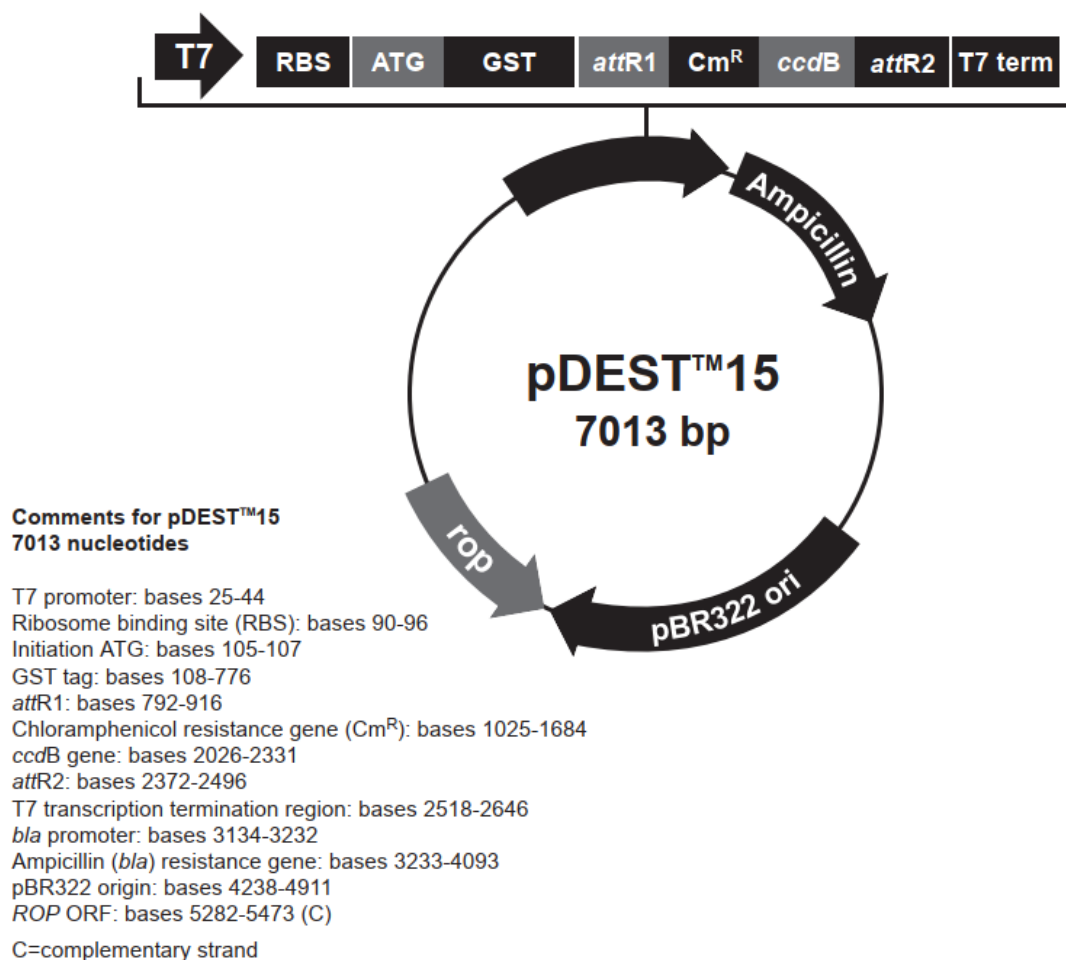 T7 RBS ATG GST attR1 CmR ccdB attR2 T7 term
Ampicillin
pDEST™15
7013 bp
rop
pBR322 ori
Comments for pDEST™15
7013 nucleotides
T7 promoter: bases 25-44
Ribosome binding site (RBS): bases 90-96
Initiation ATG: bases 105-107
GST tag: bases 108-776
attR1: bases 792-916
Chloramphenicol resistance gene (CmR): bases 1025-1684
ccdB gene: bases 2026-2331
attR2: bases 2372-2496
T7 transcription termination region: bases 2518-2646
bla promoter: bases 3134-3232
Ampicillin (bla) resistance gene: bases 3233-4093
pBR322 origin: bases 4238-4911
ROP ORF: bases 5282-5473 (C)
C=complementary strand